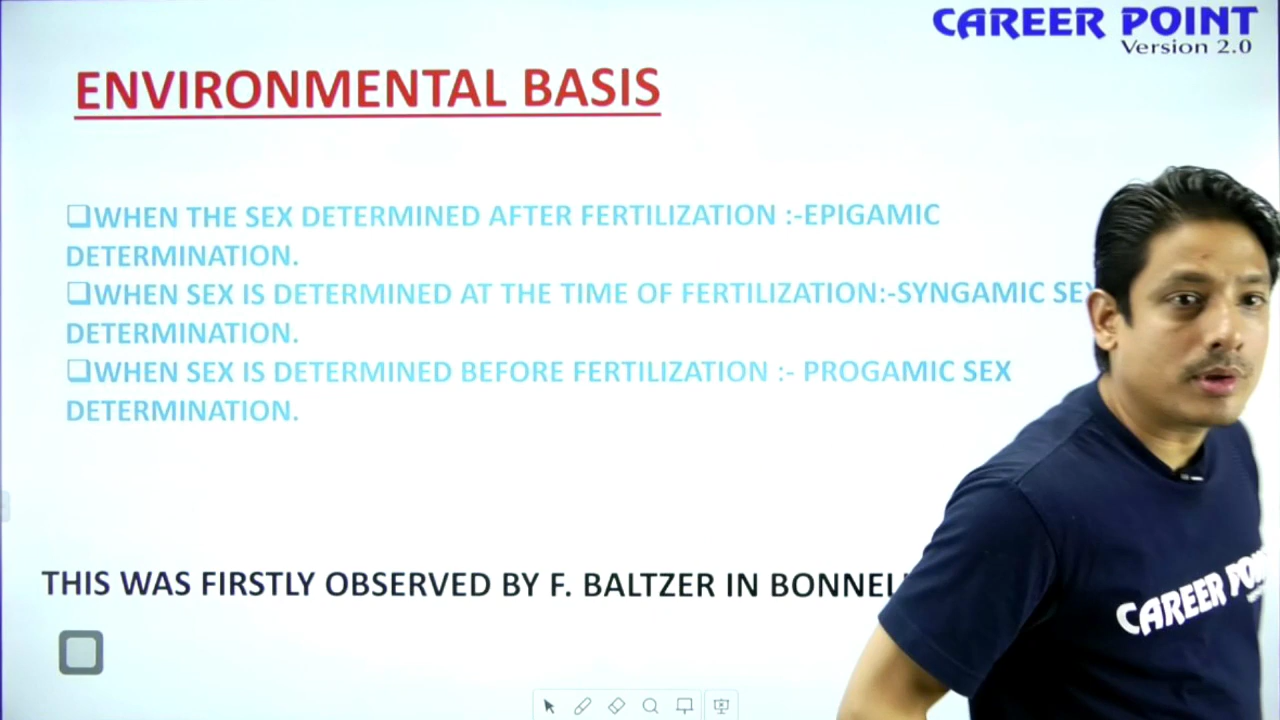 CAREER POINT
Version 2.0
ENVIRONMENTAL BASIS
❑WHEN THE SEX DETERMINED AFTER FERTILIZATION :-EPIGAMIC
DETERMINATION.
❑WHEN SEX IS DETERMINED AT THE TIME OF FERTILIZATION:-SYNGAMIC
DETERMINATION.
❑WHEN SEX IS DETERMINED BEFORE FERTILIZATION :- PROGAMIC SEX
DETERMINATION.
THIS WAS FIRSTLY OBSERVED BY F. BALTZER IN
CAREER